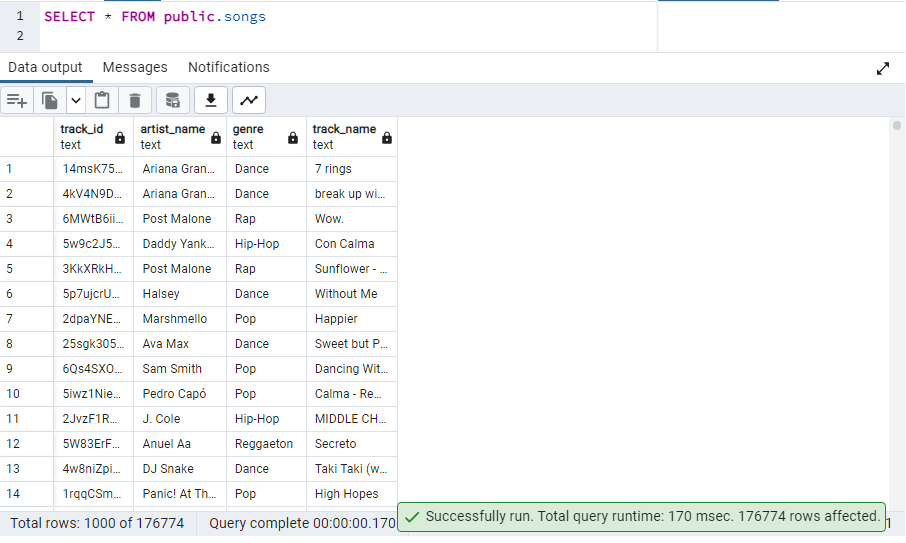 1 SELECT * FROM public.songs
2
Data output Messages Notifications
track_id artist_name genre track_name
text text text text
1 14msK75... Ariana Gran... Dance 7 rings
2 4kV4N9D... Ariana Gran... Dance break up wi...
3 6MWtB6ii... Post Malone Rap Wow.
4 5w9c2J5... Daddy Yank... Hip-Hop Con Calma
5 3KkXRkH... Post Malone Rap Sunflower - ...
6 5p7ujcrU... Halsey Dance Without Me
7 2dpaYNE... Marshmello Pop Happier
8 25sgk305... Ava Max Dance Sweet but P...
9 6Qs4SXO... Sam Smith Pop Dancing Wit...
10 5iwz1Nie... Pedro Capó Pop Calma - Re...
11 2JvzF1R... J. Cole Hip-Hop MIDDLE CH...
12 5W83ErF... Anuel Aa Reggaeton Secreto
13 4w8niZpi... DJ Snake Dance Taki Taki (w...
14 1rqqCSm... Panic! At Th... Pop High Hopes
Total rows: 1000 of 176774 Query complete 00:00:00.170 Successfully run. Total query runtime: 170 msec. 176774 rows affected. 1